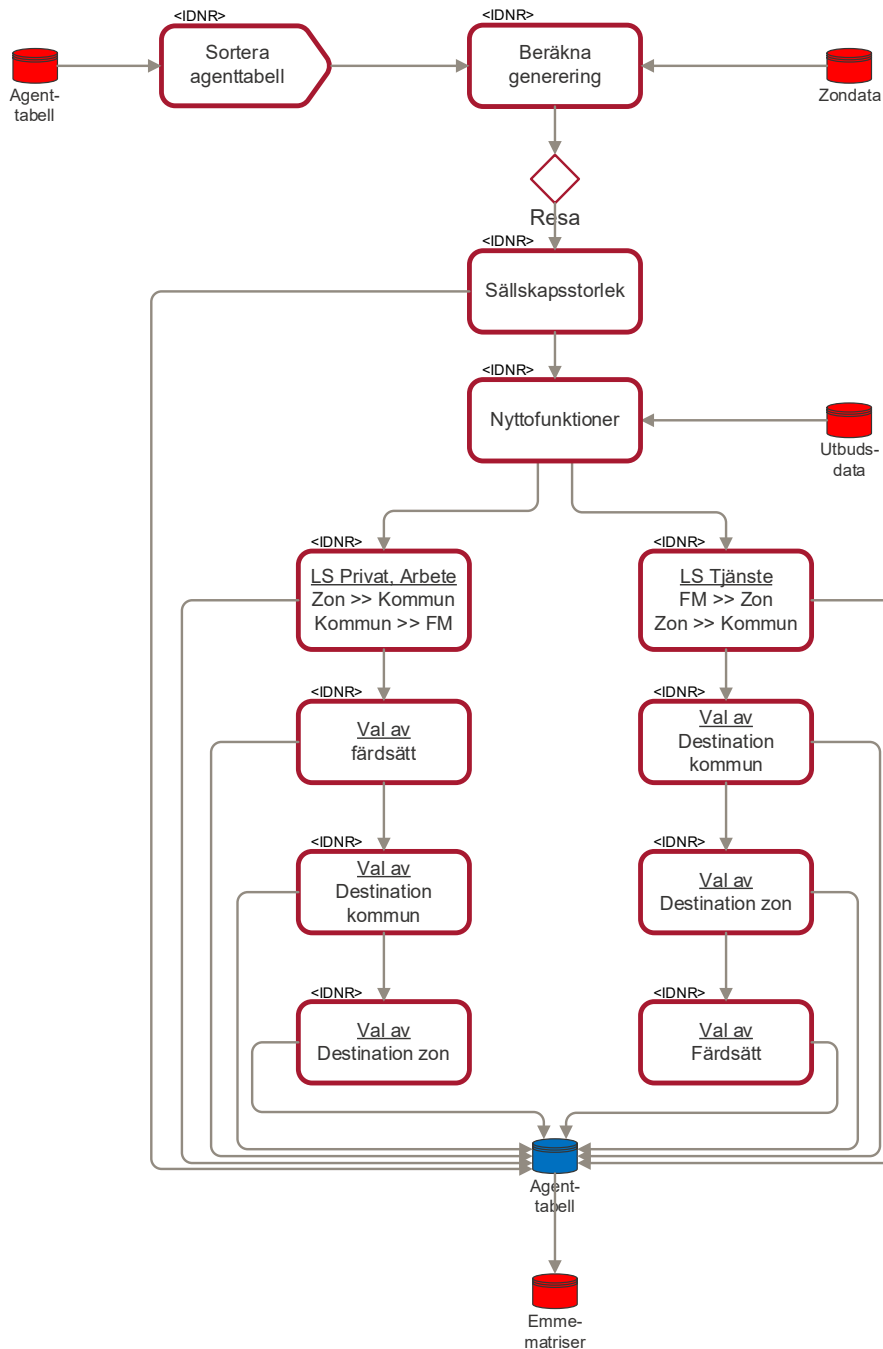 <IDNR>
<IDNR>
Sortera
agenttabell
Beräkna
generering
Agent-
tabell
Zondata
Resa
<IDNR>
Sällskapsstorlek
<IDNR>
Nyttofunktioner
Utbuds-
data
<IDNR>
<IDNR>
LS Privat, Arbete
Zon >> Kommun
Kommun >> FM
LS Tjänste
FM >> Zon
Zon >> Kommun
<IDNR>
<IDNR>
Val av
färdsätt
Val av
Destination
kommun
<IDNR>
<IDNR>
Val av
Destination
kommun
Val av
Destination zon
<IDNR>
<IDNR>
Val av
Destination zon
Val av
Färdsätt
Agent-
tabell
Emme-
matriser